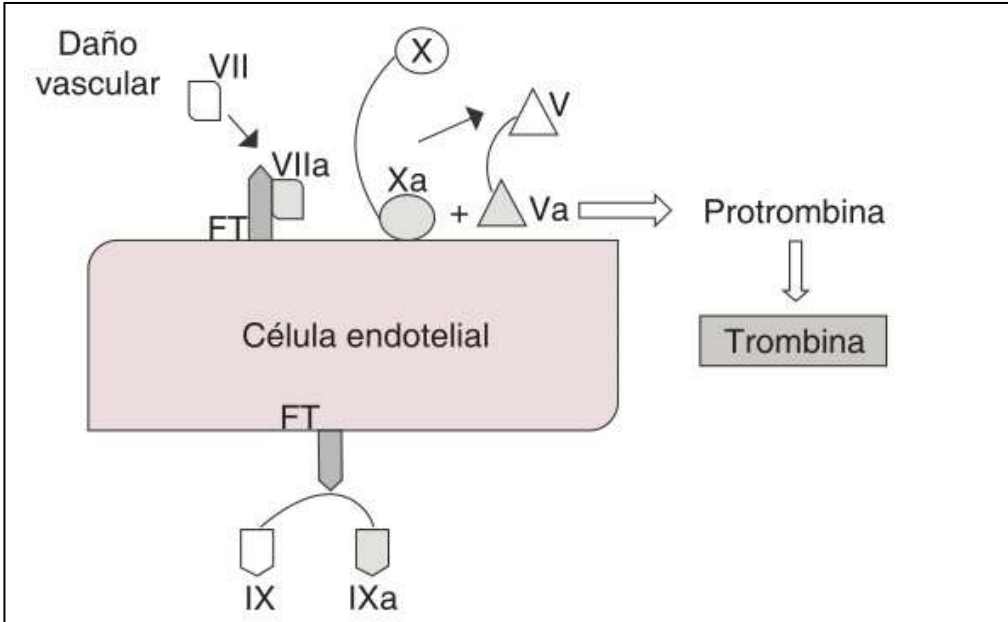 Daño
vascular
VII
X
V
VIIa
Xa
+
Va
Protrombina
FT
Célula endotelial
Trombina
FT
IX
IXa